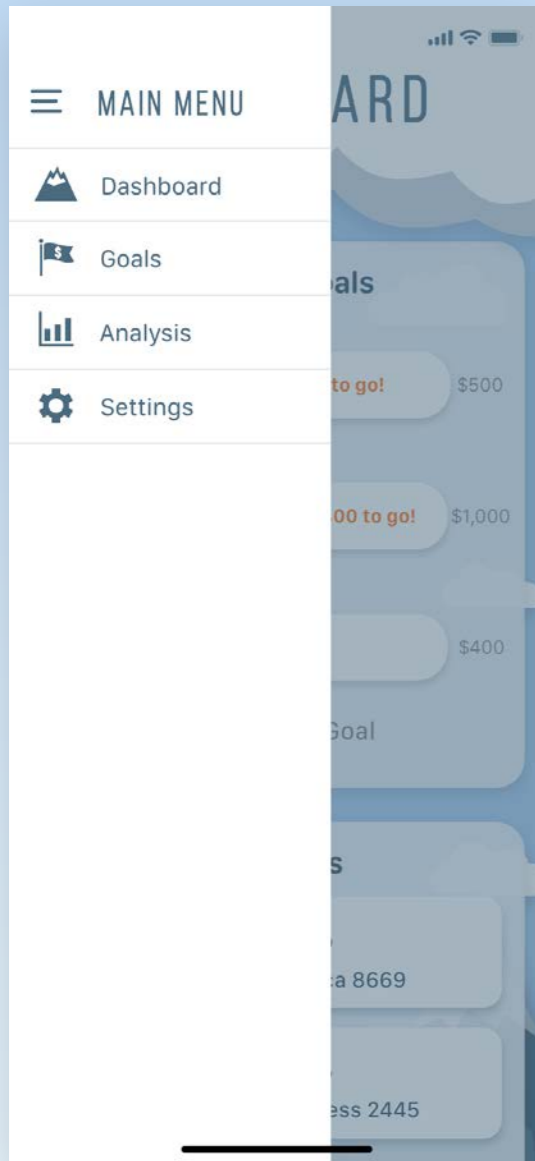 MAIN MENU
ARD
Dashboard
Goals
als
Analysis
to go!
$500
Settings
00 to go!
$1,000
$400
Goal
s
ca 8669
ess 2445